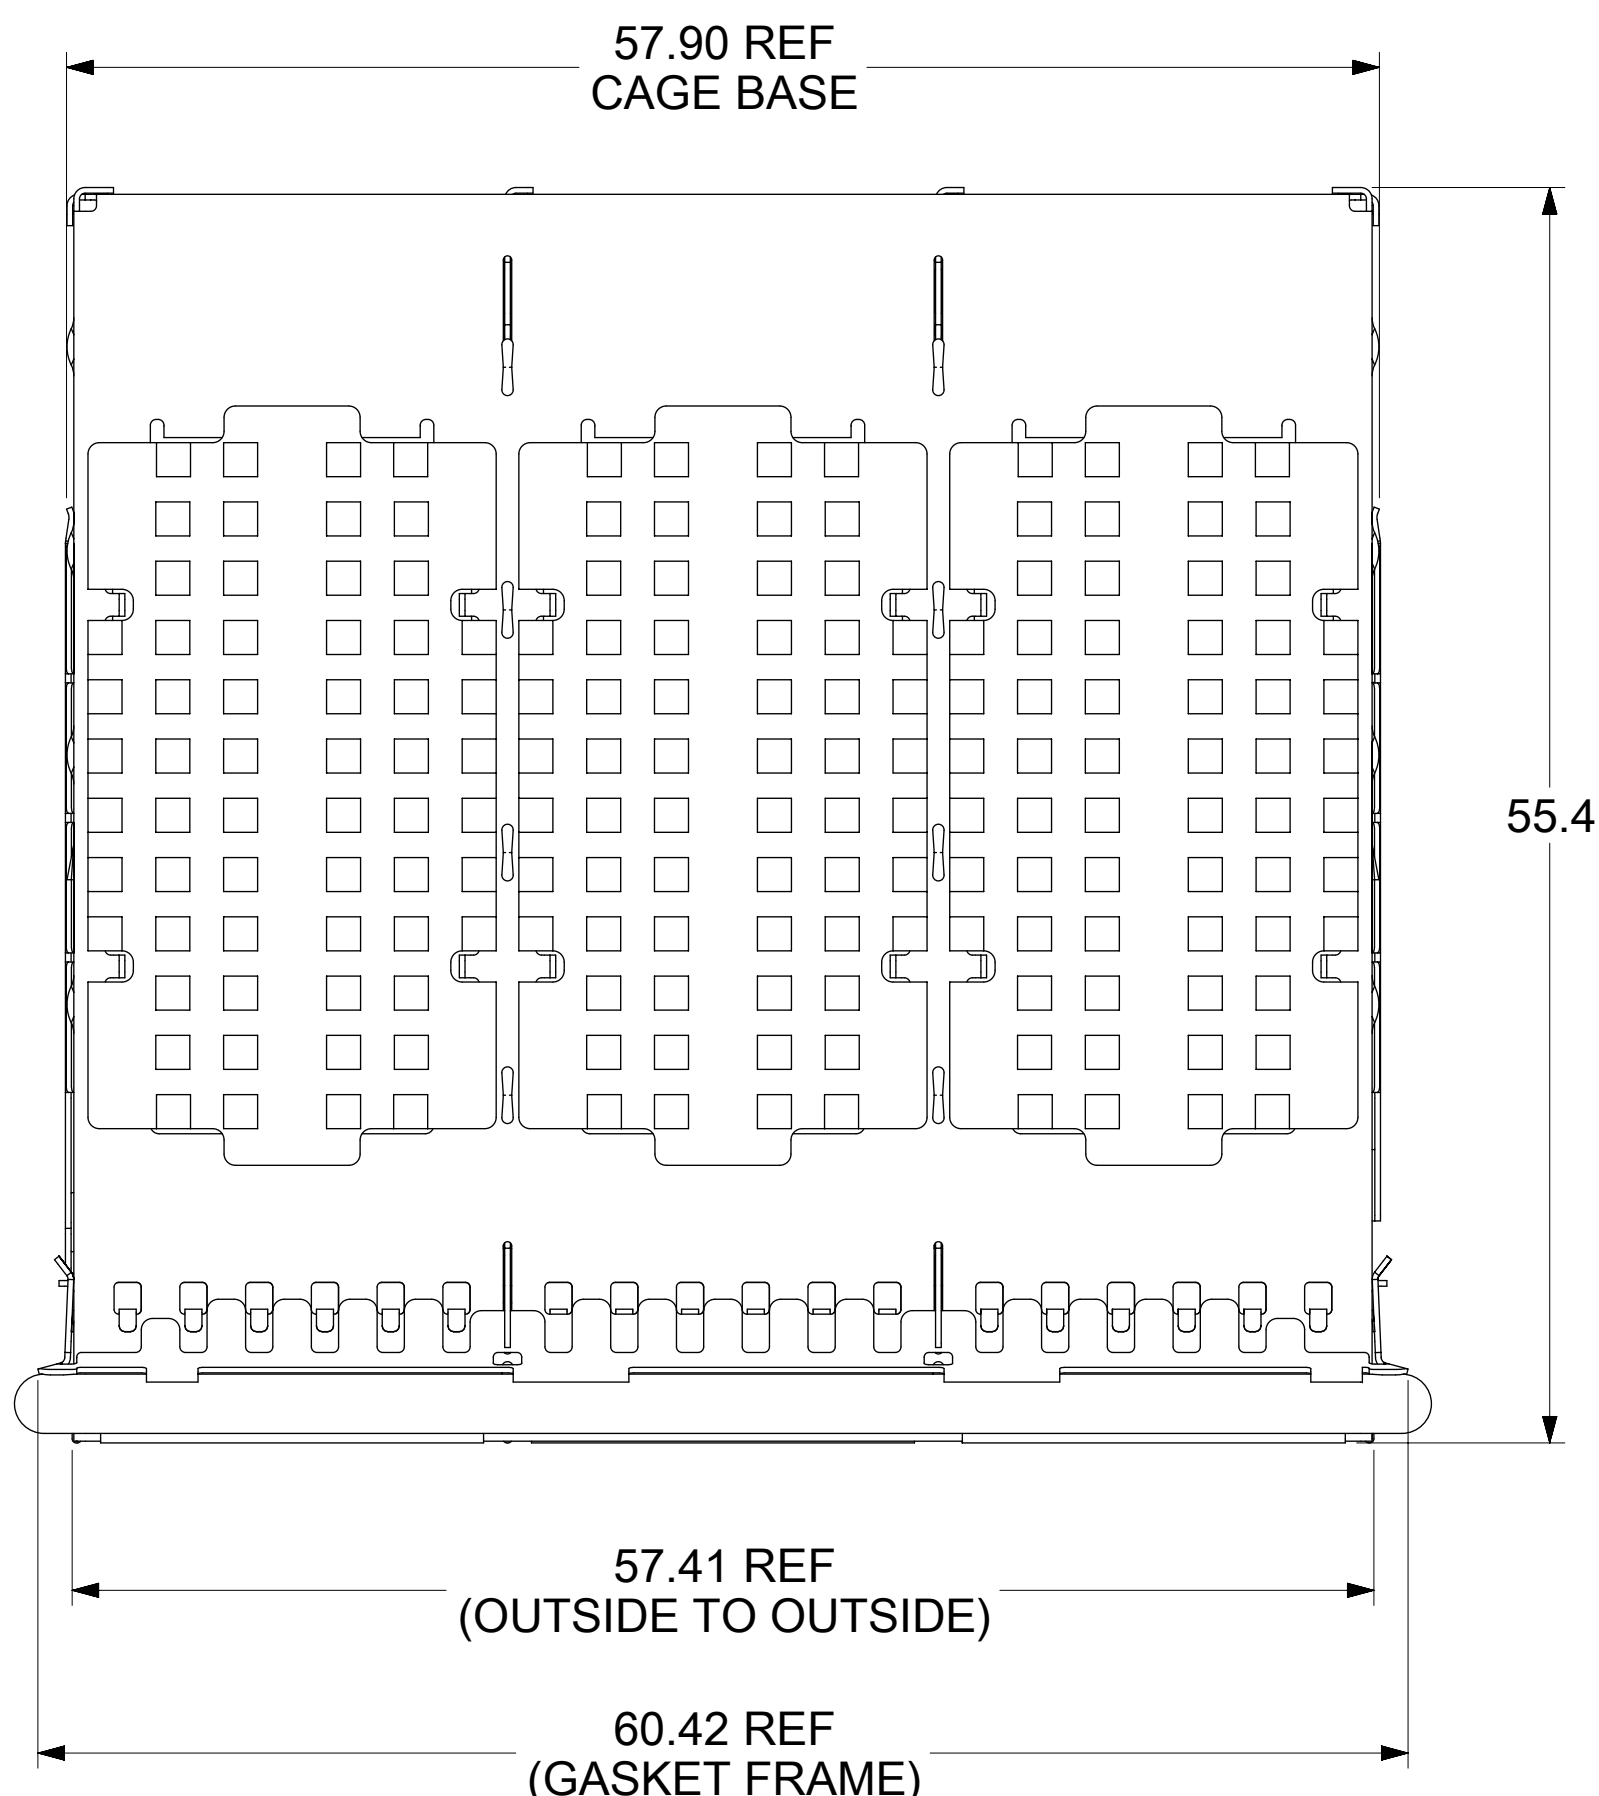 57.90 REF
CAGE BASE
55.4
57.41 REF
(OUTSIDE TO OUTSIDE)
60.42 REF
(GASKET FRAME)